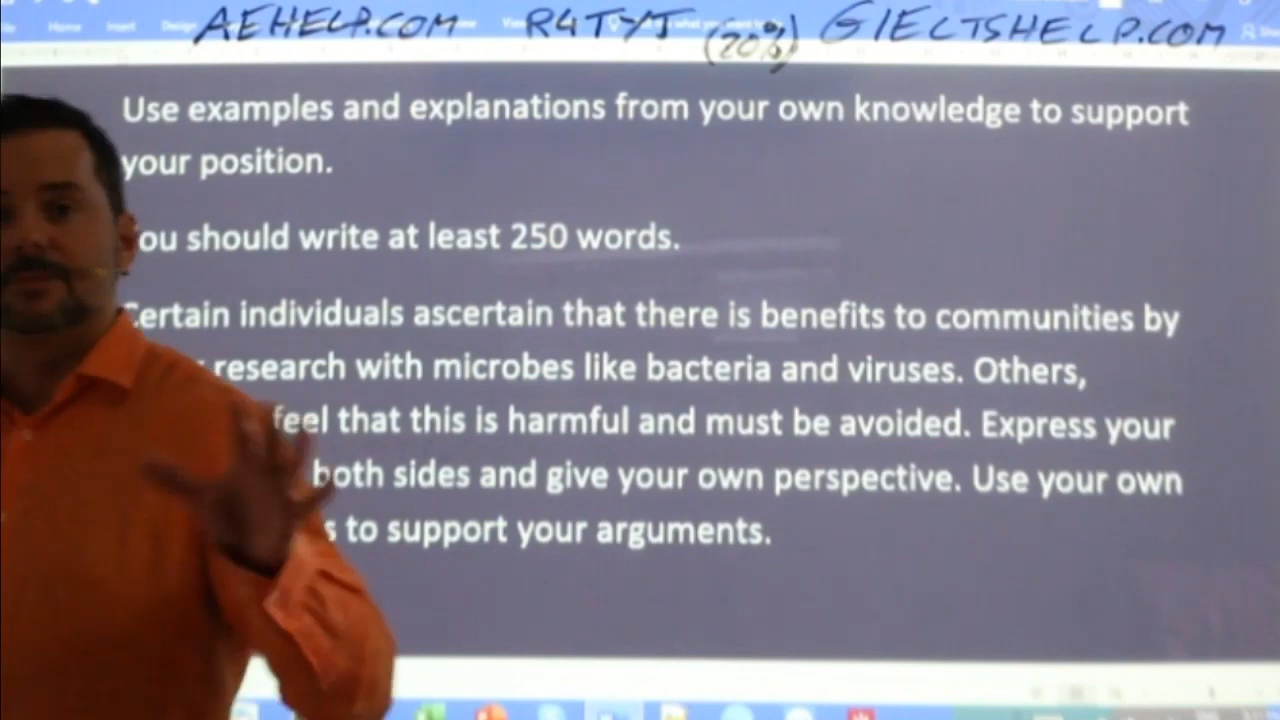 AEHELP.COM R4TYJ (20%) GIELTSHELP.COM
Home Insert
Use examples and explanations from your own knowledge to support
your position.
ou should write at least 250 words.
Certain individuals ascertain that there is benefits to communities by
research with microbes like bacteria and viruses. Others,
feel that this is harmful and must be avoided. Express your
both sides and give your own perspective. Use your own
s to support your arguments.